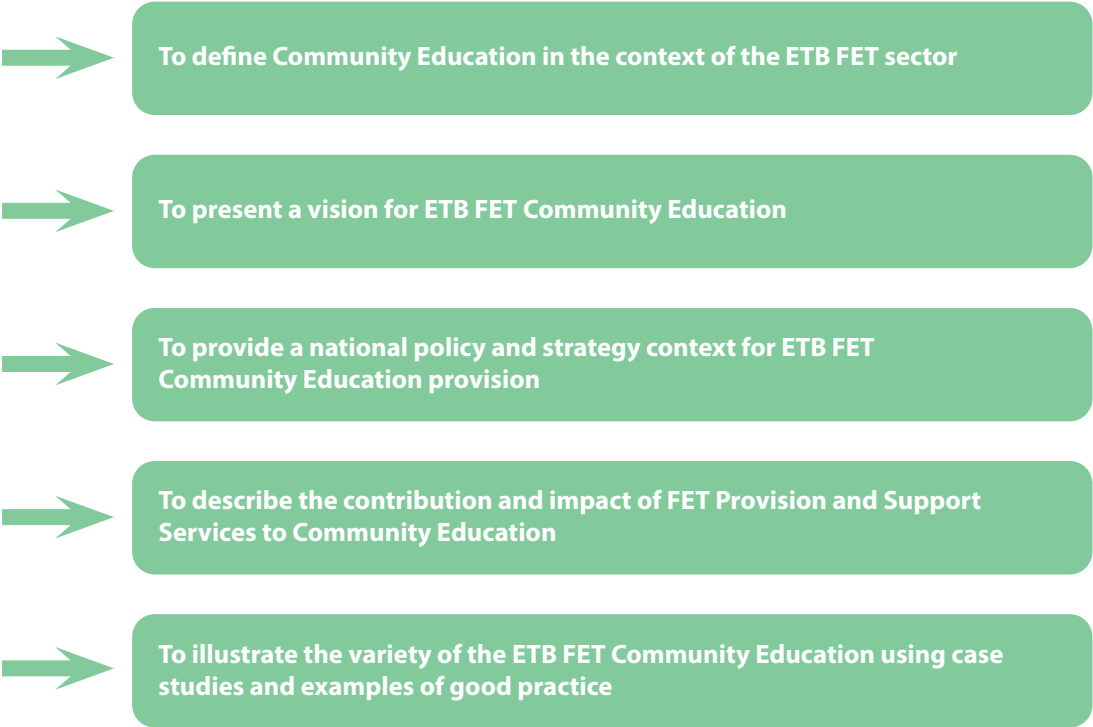 To define Community Education in the context of the ETB FET sector
To present a vision for ETB FET Community Education
To provide a national policy and strategy context for ETB FET
Community Education provision
To describe the contribution and impact of FET Provision and Support
Services to Community Education
To illustrate the variety of the ETB FET Community Education using case
studies and examples of good practice